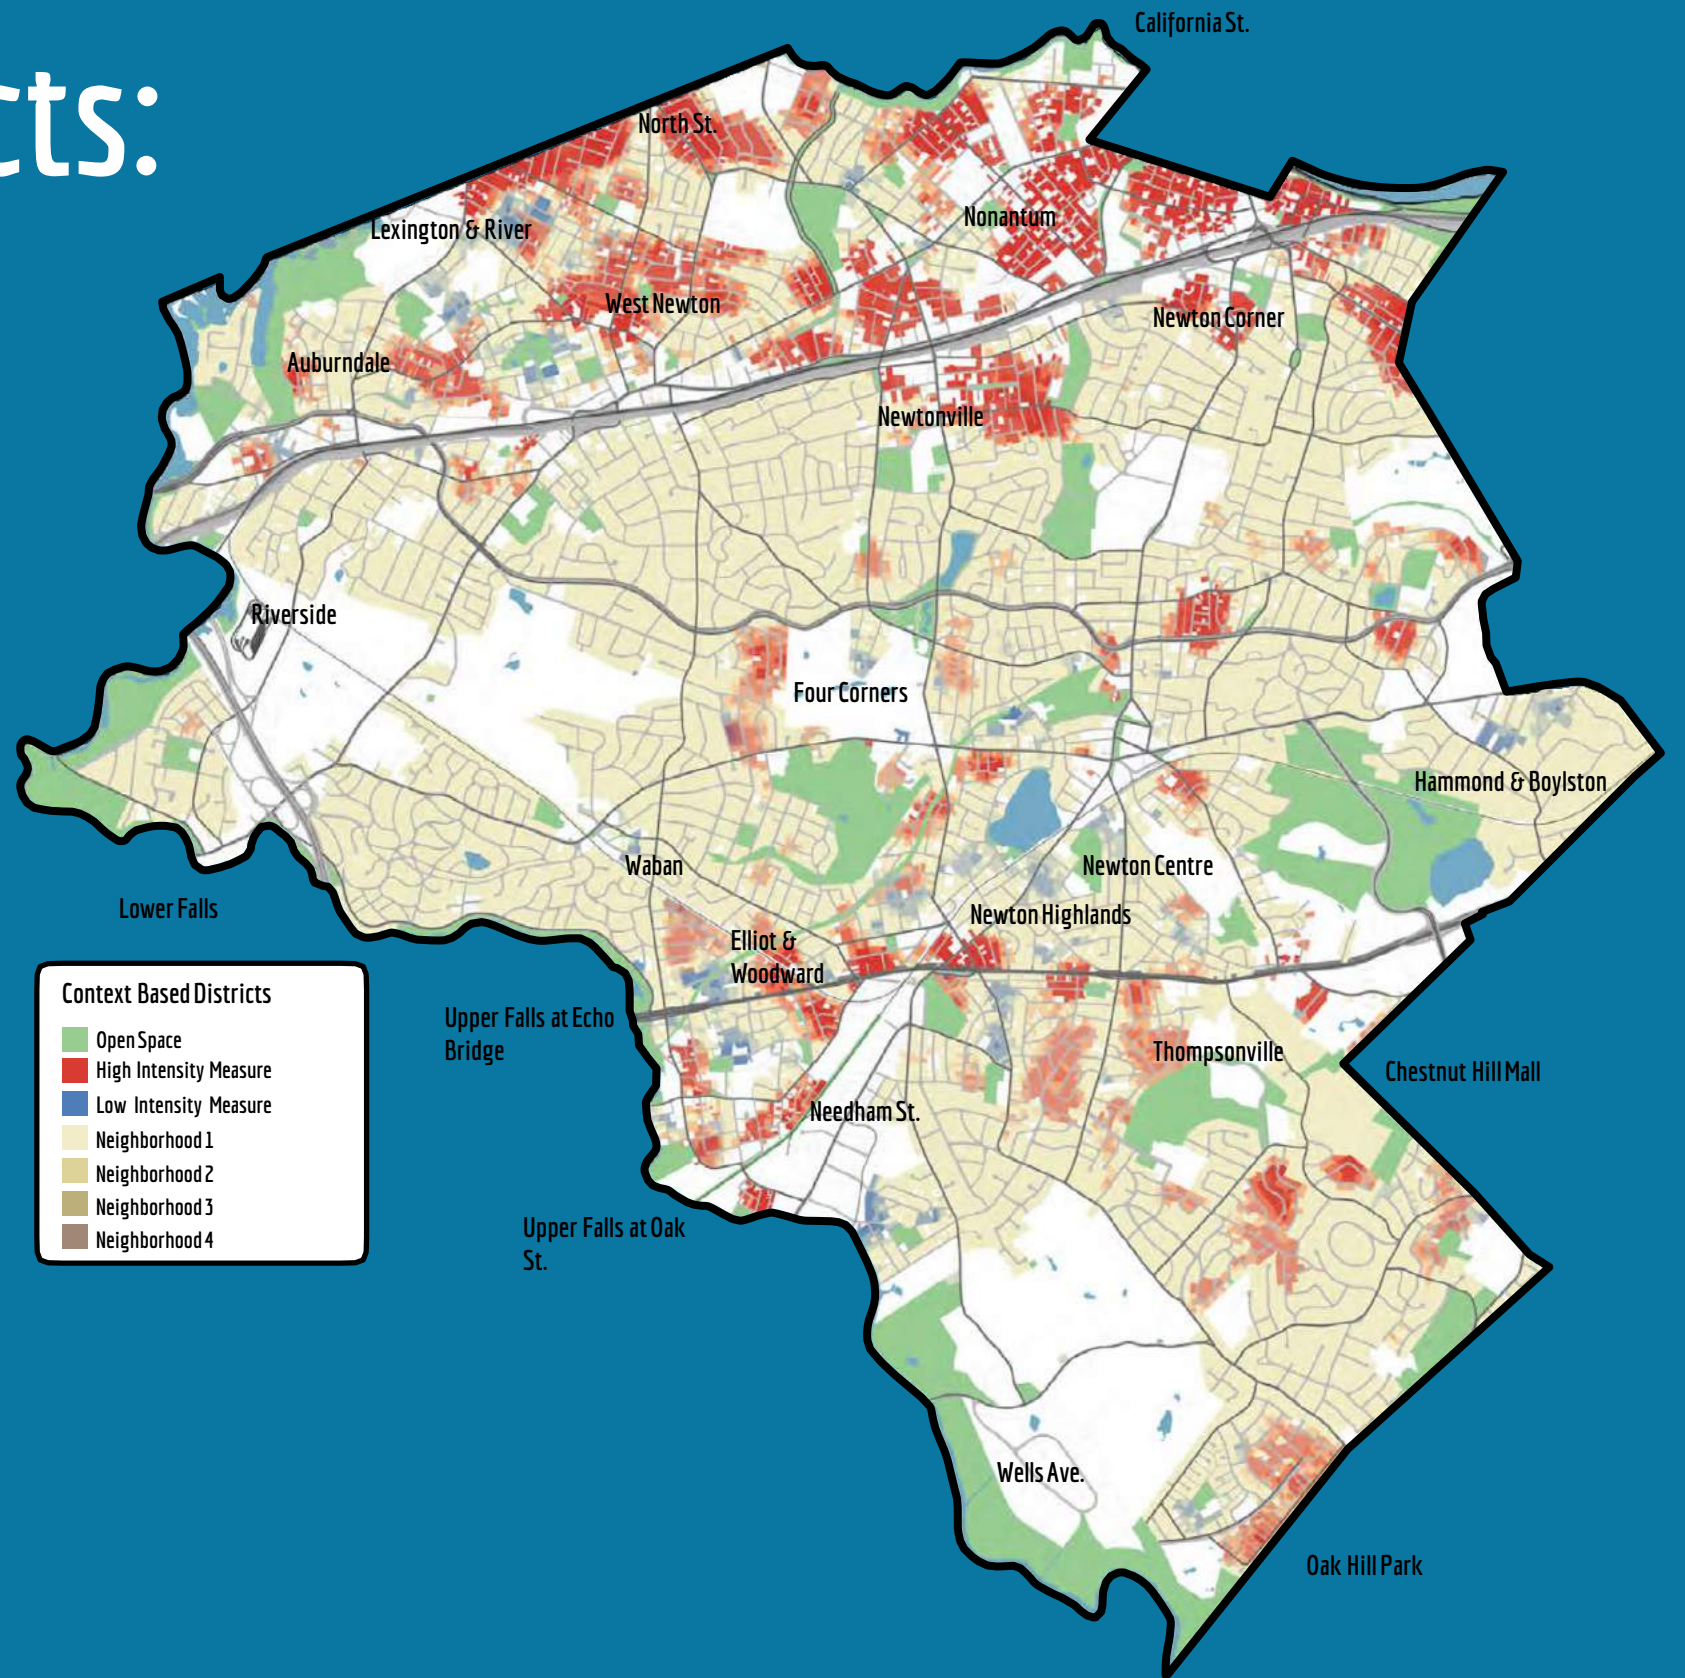 cts:
California St.
North St.
Nonantum
Lexington & River
West Newton
Newton Corner
Auburndale
Newtonville
Riverside
Four Corners
Hammond & Boylston
Waban
Newton Centre
Lower Falls
Newton Highlands
Elliot &
Woodward
Upper Falls at Echo
Bridge
Thompsonville
Chestnut Hill Mall
Needham St.
Upper Falls at Oak
St.
Wells Ave.
Oak Hill Park
Context Based Districts
Open Space
High Intensity Measure
Low Intensity Measure
Neighborhood 1
Neighborhood 2
Neighborhood 3
Neighborhood 4